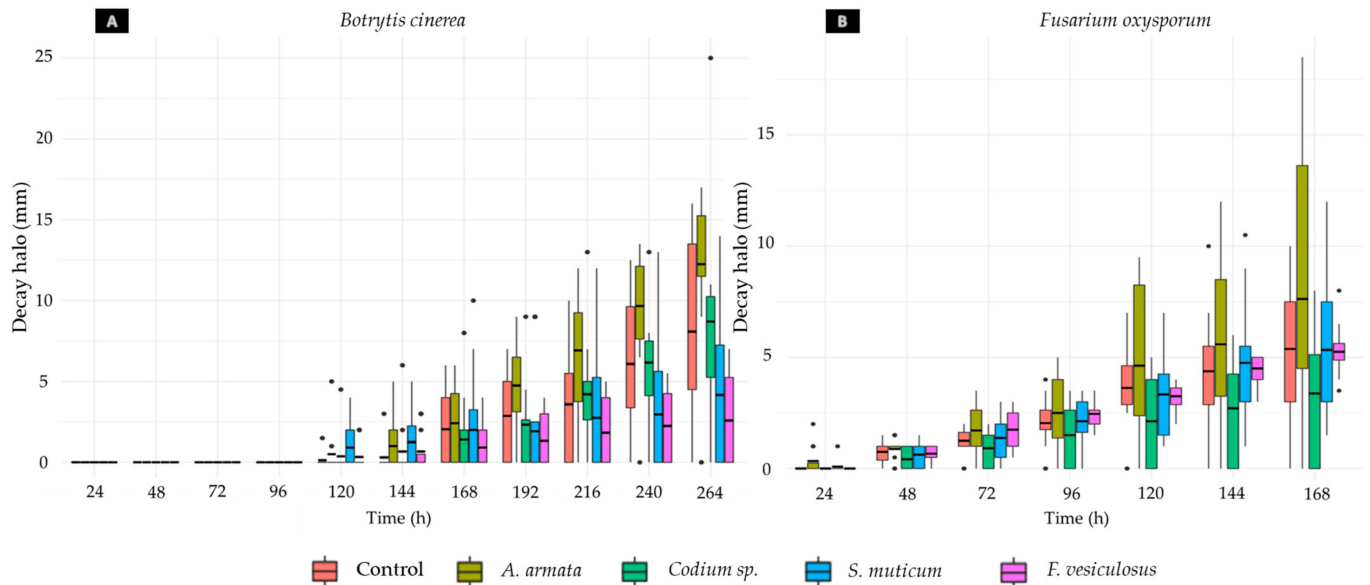 A Botrytis cinerea
B Fusarium oxysporum
Decay halo (mm)
25
20
15
10
5
0
24 48 72 96 120 144 168 192 216 240 264
Time (h)
Decay halo (mm)
15
10
5
0
24 48 72 96 120 144 168
Time (h)
Control A. armata Codium sp. S. muticum F. vesiculosus